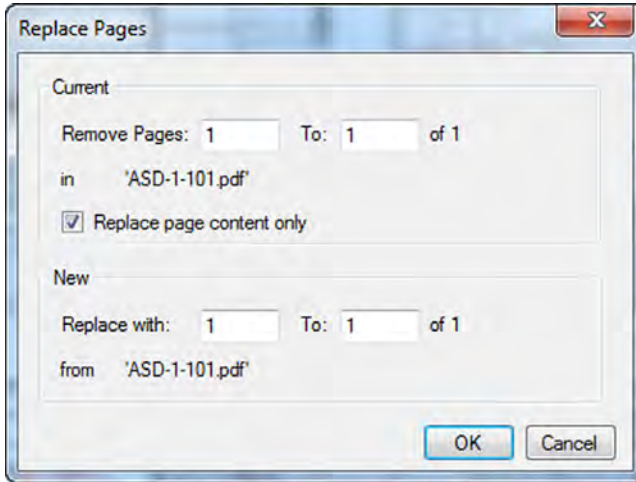 Replace Pages
Current
Remove Pages: 1 To: 1 of 1
in 'ASD-1-101.pdf'
Replace page content only
New
Replace with: 1 To: 1 of 1
from 'ASD-1-101.pdf'
OK Cancel